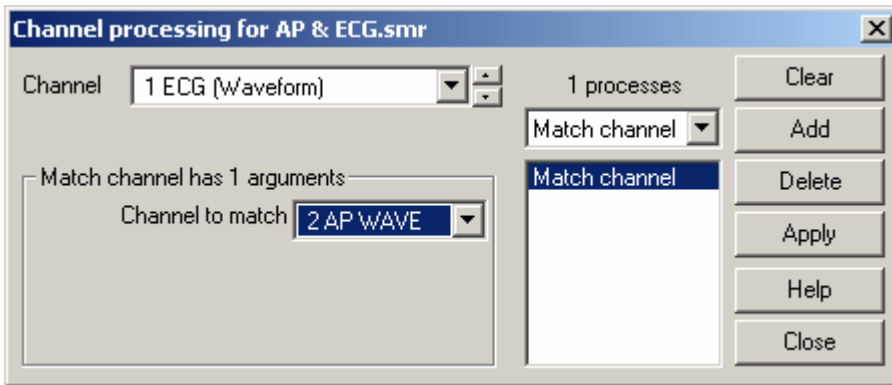 Channel processing for AP & ECG.smr
Channel 1 ECG (Waveform)
1 processes
Match channel
Match channel has 1 arguments
Channel to match 2 AP WAVE
Match channel
Clear
Add
Delete
Apply
Help
Close